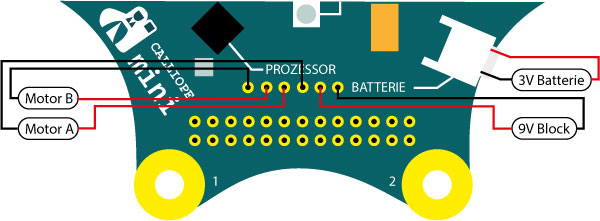 CALLIOPE
mini
PROZESSOR
BATTERIE
3V Batterie
Motor B
Motor A
9V Block
1
2